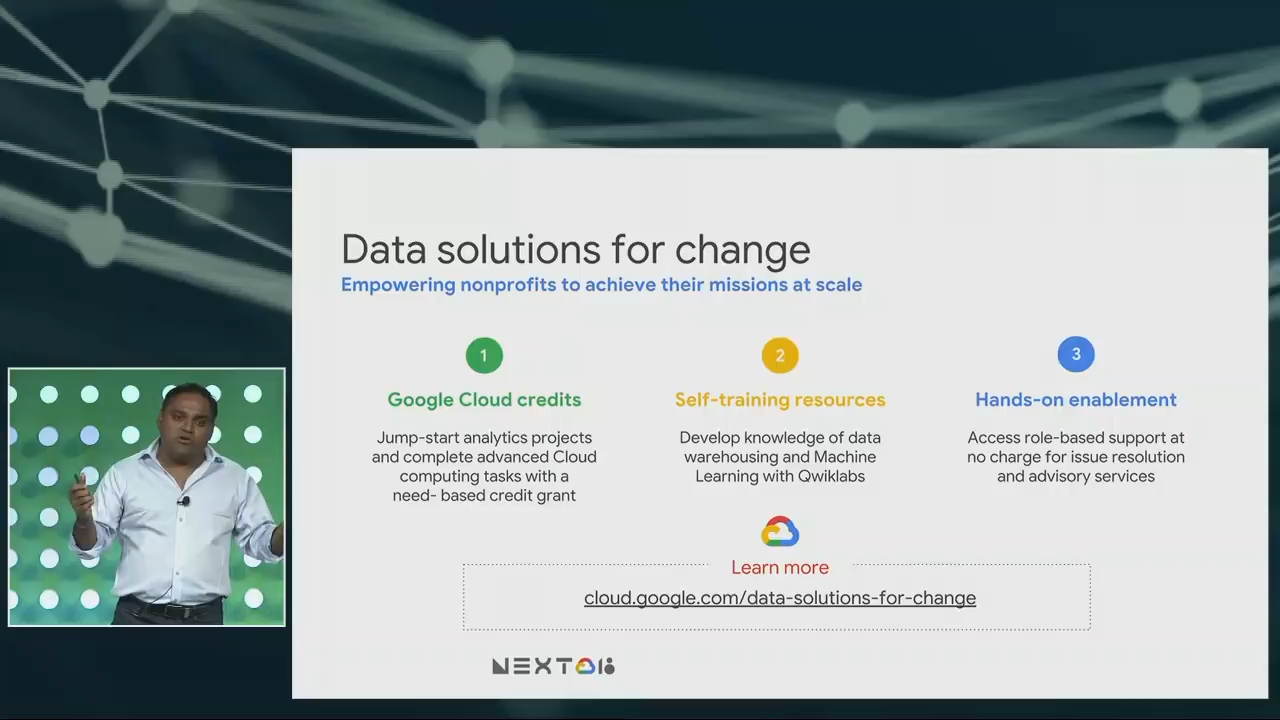 Data solutions for change
Empowering nonprofits to achieve their missions at scale
1
Google Cloud credits
Jump-start analytics projects
and complete advanced Cloud
computing tasks with a
need- based credit grant
2
Self-training resources
Develop knowledge of data
warehousing and Machine
Learning with Qwiklabs
3
Hands-on enablement
Access role-based support at
no charge for issue resolution
and advisory services
Learn more
cloud.google.com/data-solutions-for-change
NEXT 18